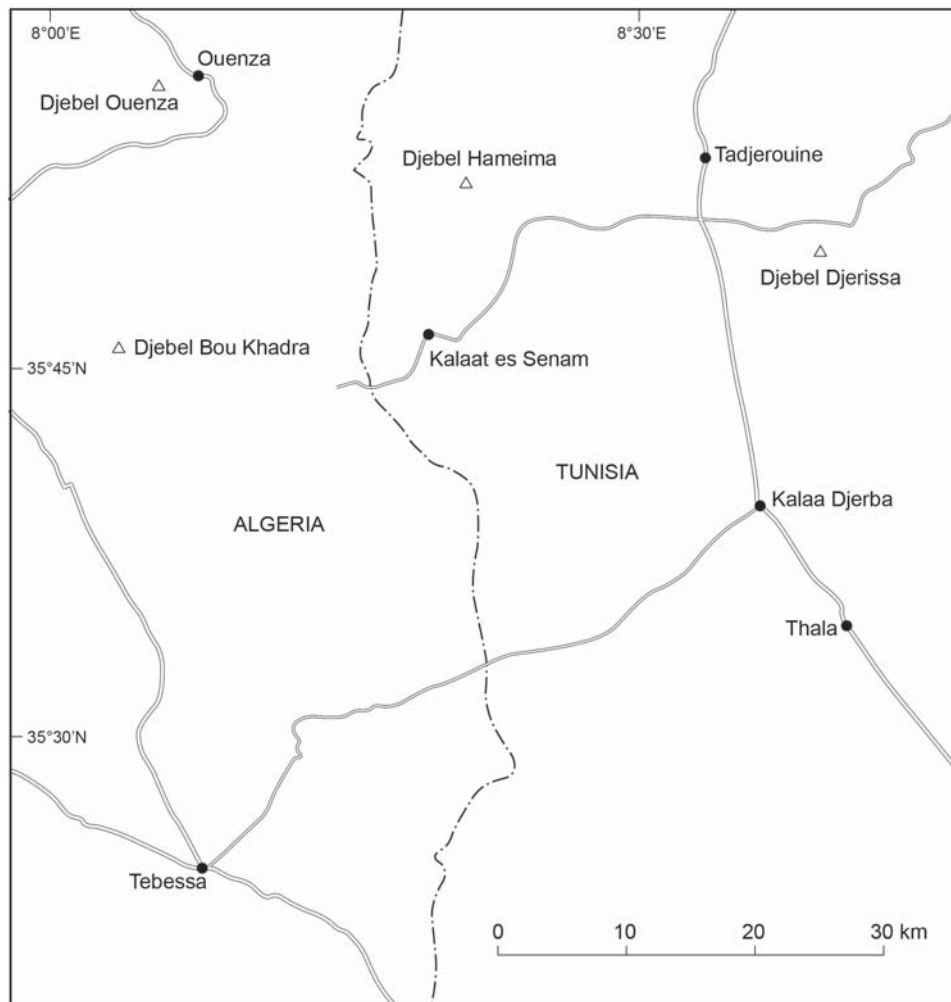 8°00'E
8°30'E
Ouenza
Djebel Ouenza
Djebel Hameima
Tadjerouine
Djebel Djerissa
Djebel Bou Khadra
Kalaat es Senam
35°45'N
TUNISIA
Kalaa Djerba
ALGERIA
Thala
35°30'N
Tebessa
0 10 20 30 km